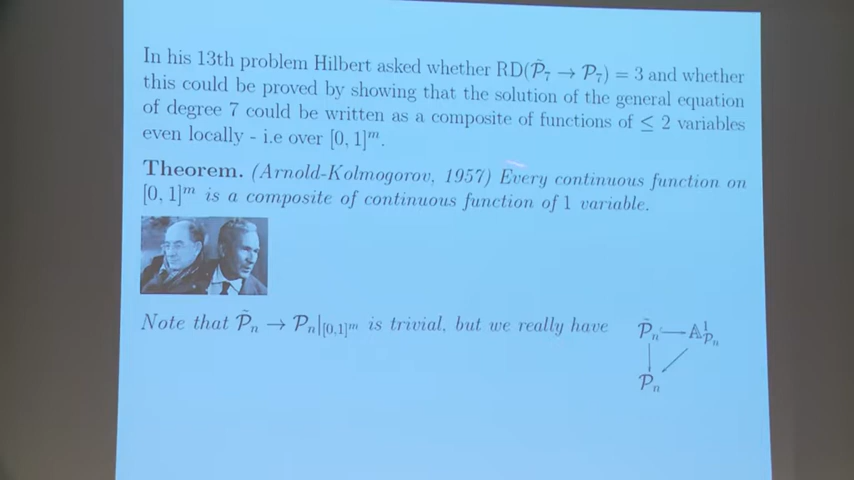 In his 13th problem Hilbert asked whether RD(P̃₇ → P₇) = 3 and whether
this could be proved by showing that the solution of the general equation
of degree 7 could be written as a composite of functions of ≤ 2 variables
even locally - i.e over [0, 1]ᵐ.
Theorem. (Arnold-Kolmogorov, 1957) Every continuous function on
[0, 1]ᵐ is a composite of continuous function of 1 variable.
Note that P̃ₙ → Pₙ|[0,1]ᵐ is trivial, but we really have
P̃ₙ — A¹Pₙ
Pₙ